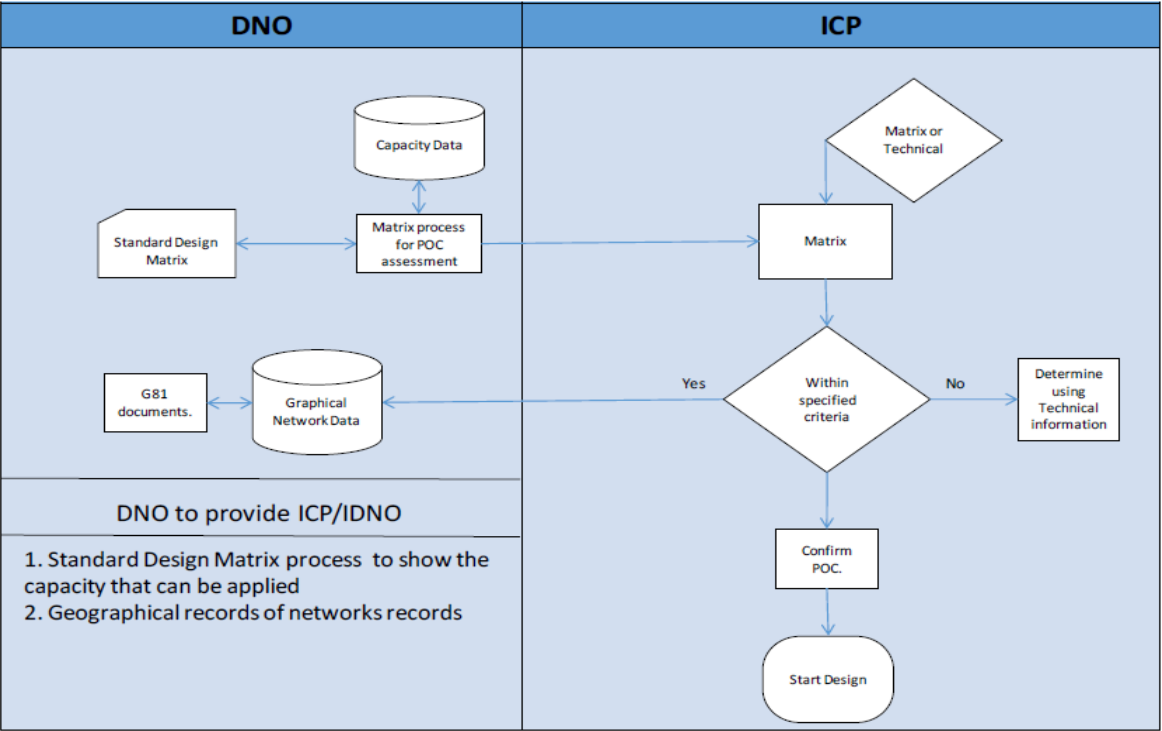 DNO
ICP
Capacity Data
Matrix or
Technical
Standard Design
Matrix
Matrix process
for POC
assessment
Matrix
G81
documents.
Graphical
Network Data
Yes
Within
specified
criteria
No
Determine
using
Technical
information
DNO to provide ICP/IDNO
1. Standard Design Matrix process to show the
capacity that can be applied
2. Geographical records of networks records
Confirm
POC.
Start Design